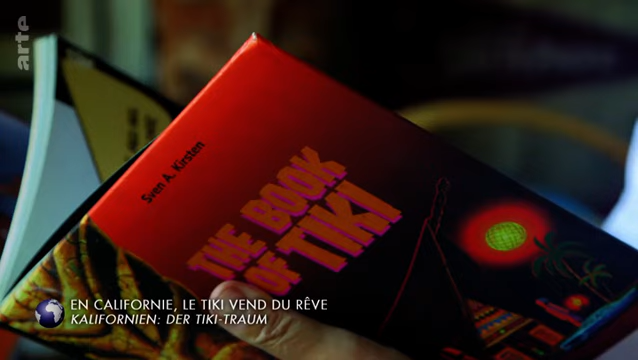 arte
Sven A. Kirsten
THE BOOK
OF TIKI
EN CALIFORNIE, LE TIKI VEND DU RÊVE
KALIFORNIEN: DER TIKI-TRAUM